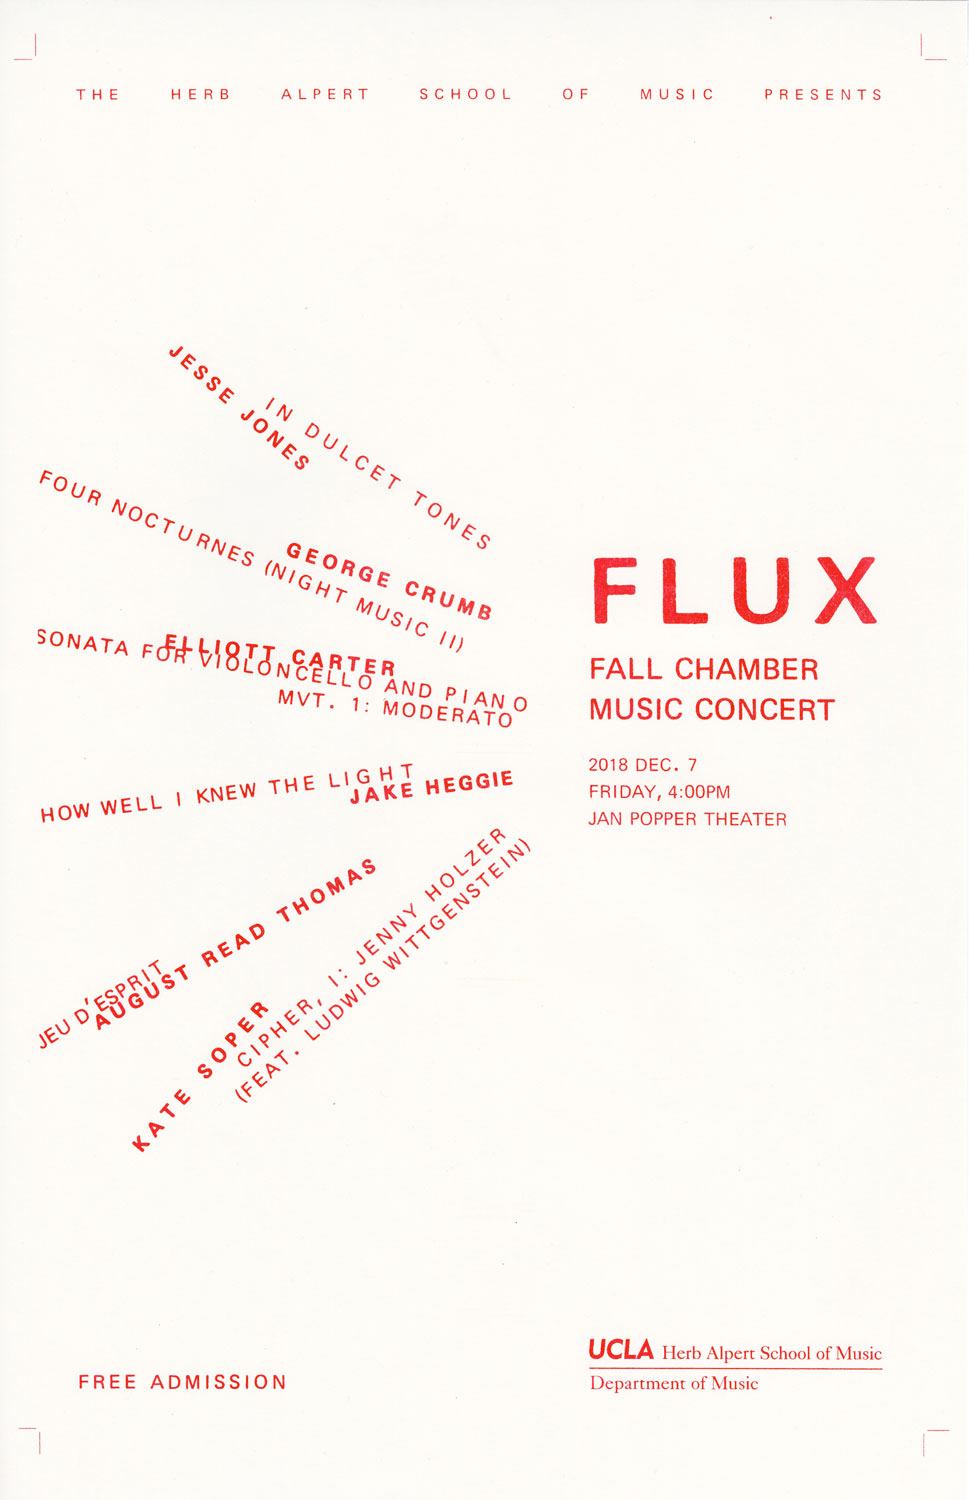 THE HERB ALPERT SCHOOL OF MUSIC PRESENTS
JESSE JONES
IN DULCET TONES
FOUR NOCTURNES (NIGHT MUSIC II)
GEORGE CRUMB
ELLIOTT CARTER
SONATA FOR VIOLONCELLO AND PIANO
MVT. 1: MODERATO
HOW WELL I KNEW THE LIGHT
JAKE HEGGIE
JEU D'ESPRIT
AUGUST READ THOMAS
KATE SOPER
CIPHER, I: JENNY HOLZER
(FEAT. LUDWIG WITTGENSTEIN)
FLUX
FALL CHAMBER
MUSIC CONCERT
2018 DEC. 7
FRIDAY, 4:00PM
JAN POPPER THEATER
FREE ADMISSION
UCLA Herb Alpert School of Music
Department of Music